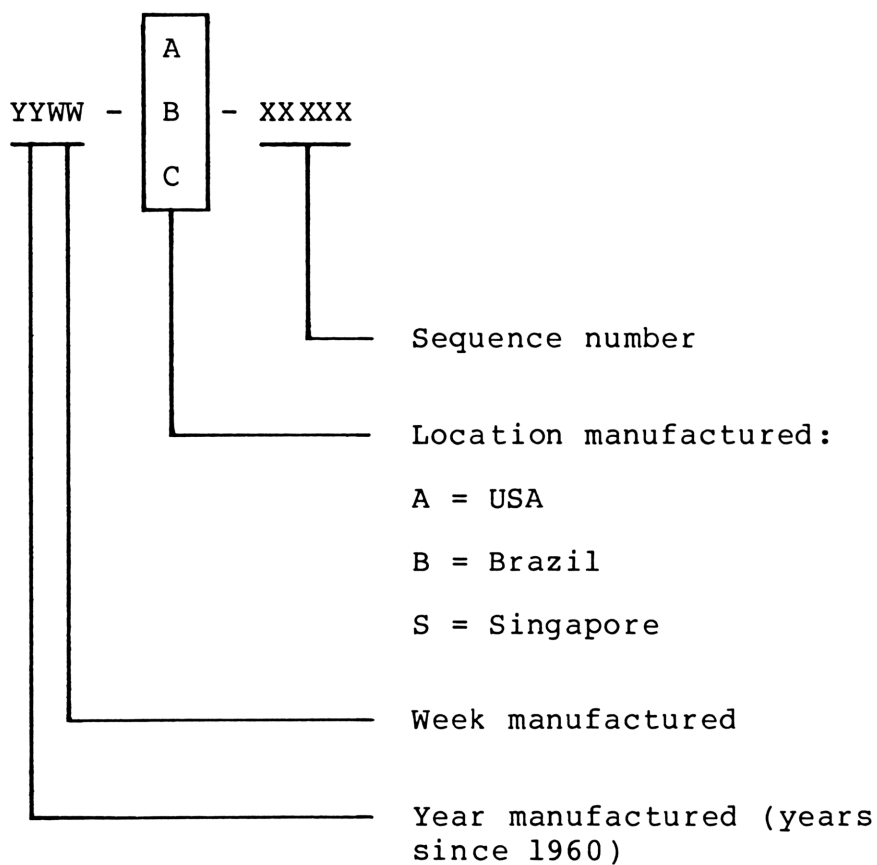 A
YYWW - B - XXXXX
C
Sequence number
Location manufactured:
A = USA
B = Brazil
S = Singapore
Week manufactured
Year manufactured (years
since 1960)